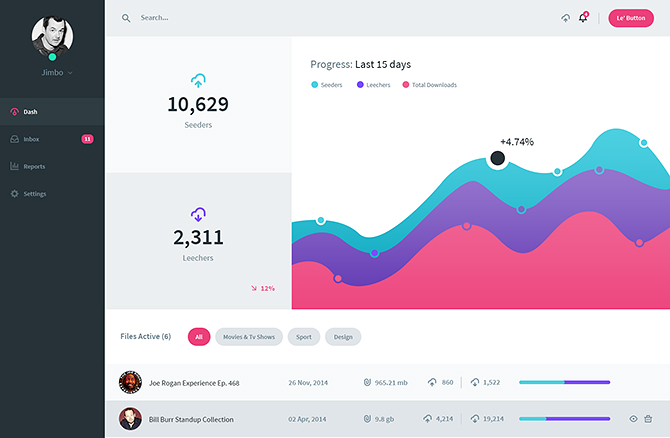 Search...
6
Le' Button
Jimbo
Dash
Inbox
11
Reports
Settings
10,629
Seeders
2,311
Leechers
12%
Progress: Last 15 days
Seeders
Leechers
Total Downloads
+4.74%
Files Active (6)
All
Movies & Tv Shows
Sport
Design
Joe Rogan Experience Ep. 468
26 Nov, 2014
965.21 mb
860
1,522
Bill Burr Standup Collection
02 Apr, 2014
9.8 gb
4,214
19,214